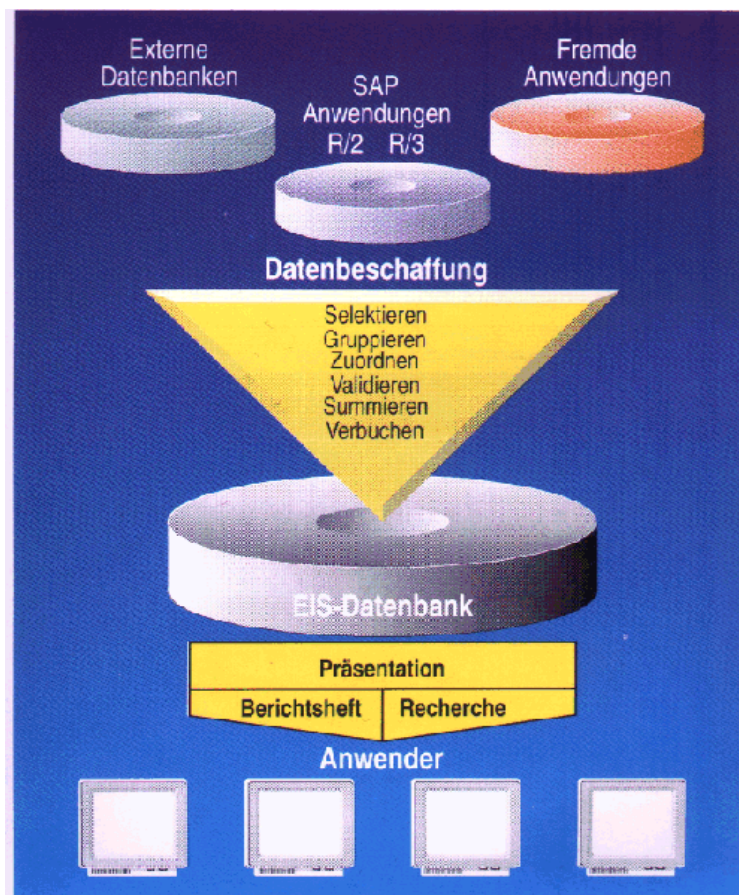 Externe
Datenbanken
SAP
Anwendungen
R/2 R/3
Fremde
Anwendungen
Datenbeschaffung
Selektieren
Gruppieren
Zuordnen
Validieren
Summieren
Verbuchen
EIS-Datenbank
Präsentation
Berichtsheft Recherche
Anwender